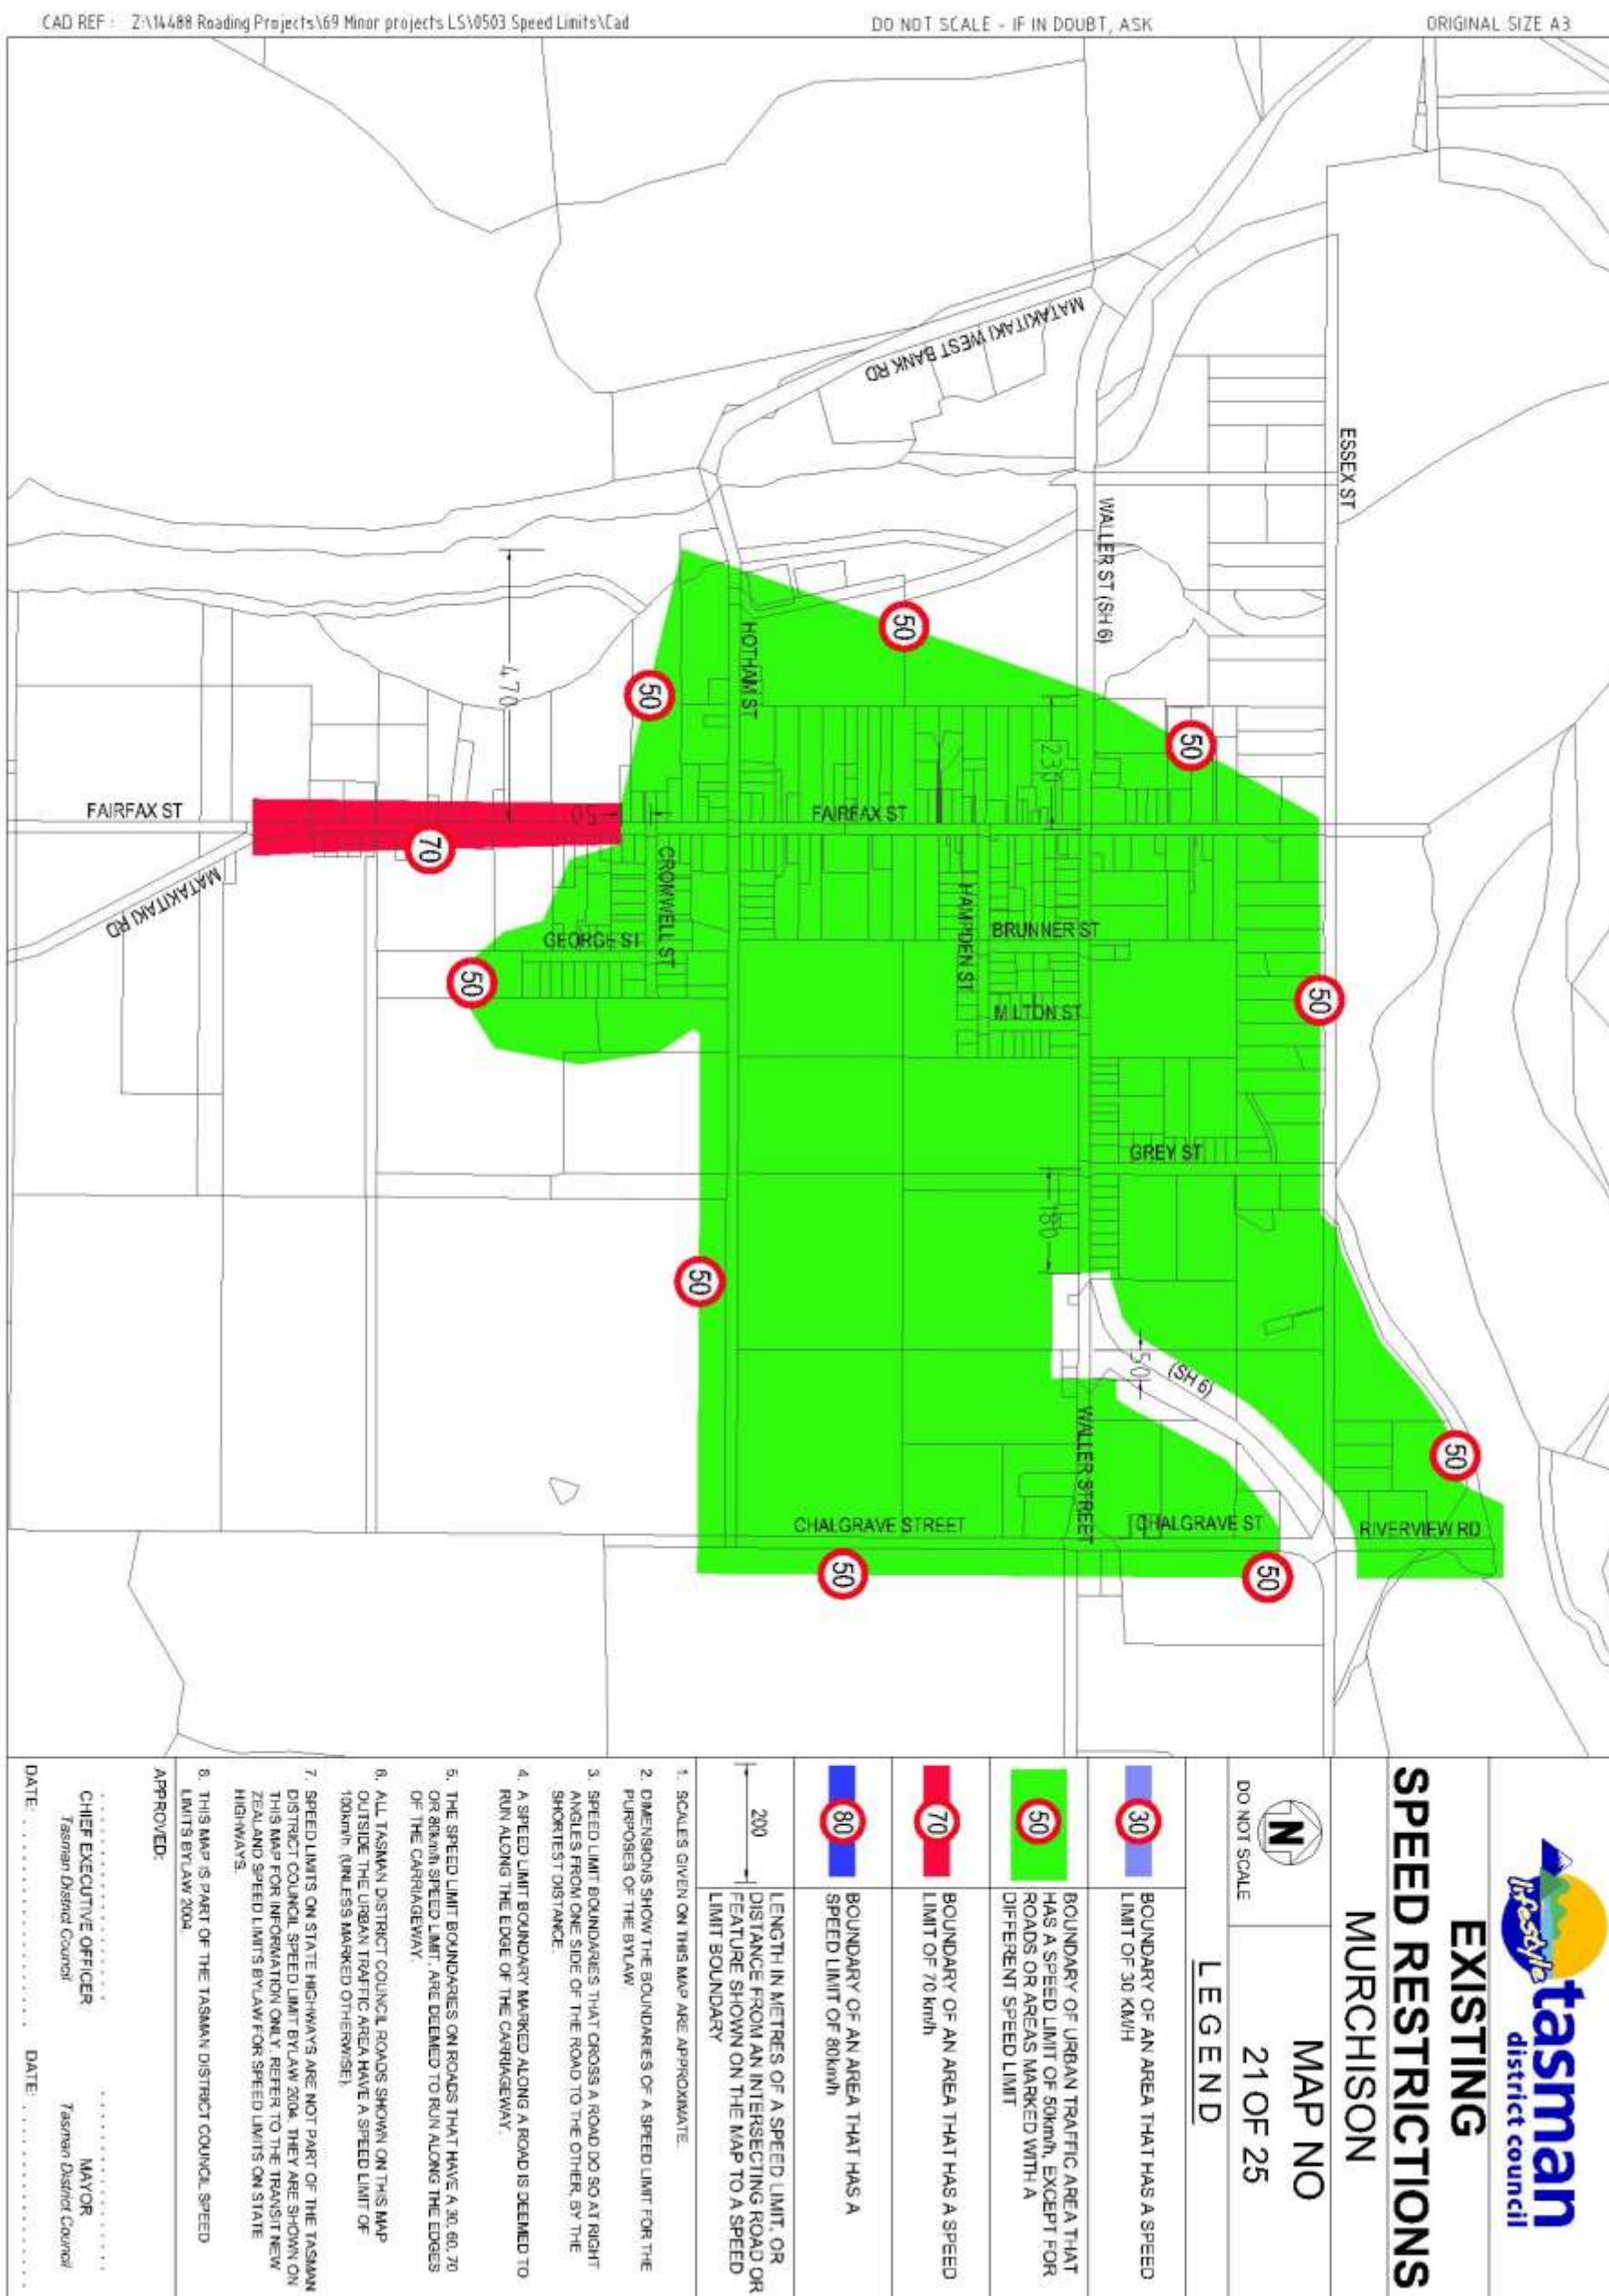 CAD REF : Z:\14488 Roading Projects\69 Minor projects LS\0503 Speed Limits\Cad
DO NOT SCALE - IF IN DOUBT, ASK
ORIGINAL SIZE A3
MATAKITAKI WEST BANK RD
ESSEX ST
WALLER ST (SH 6)
HOTHAM ST
50
50
50
470
230
FAIRFAX ST
FAIRFAX ST
50
70
MATAKITAKI RD
CROMWELL ST
GEORGE ST
HAMPDEN ST
BRUNNER ST
MILTON ST
50
50
GREY ST
180
50
50
(SH 6)
WALLER STREET
50
CHALGRAVE STREET
CHALGRAVE ST
RIVERVIEW RD
50
50
lifestyle tasman
district council
EXISTING
SPEED RESTRICTIONS
MURCHISON
N
DO NOT SCALE
MAP NO
21 OF 25
LEGEND
30
BOUNDARY OF AN AREA THAT HAS A SPEED
LIMIT OF 30 KM/H
50
BOUNDARY OF URBAN TRAFFIC AREA THAT
HAS A SPEED LIMIT OF 50km/h, EXCEPT FOR
ROADS OR AREAS MARKED WITH A
DIFFERENT SPEED LIMIT
70
BOUNDARY OF AN AREA THAT HAS A SPEED
LIMIT OF 70 km/h
80
BOUNDARY OF AN AREA THAT HAS A
SPEED LIMIT OF 80km/h
200
LENGTH IN METRES OF A SPEED LIMIT, OR
DISTANCE FROM AN INTERSECTING ROAD OR
FEATURE SHOWN ON THE MAP TO A SPEED
LIMIT BOUNDARY
1. SCALES GIVEN ON THIS MAP ARE APPROXIMATE.
2. DIMENSIONS SHOW THE BOUNDARIES OF A SPEED LIMIT FOR THE
PURPOSES OF THE BYLAW.
3. SPEED LIMIT BOUNDARIES THAT CROSS A ROAD DO SO AT RIGHT
ANGLES FROM ONE SIDE OF THE ROAD TO THE OTHER, BY THE
SHORTEST DISTANCE.
4. A SPEED LIMIT BOUNDARY MARKED ALONG A ROAD IS DEEMED TO
RUN ALONG THE EDGE OF THE CARRIAGEWAY.
5. THE SPEED LIMIT BOUNDARIES ON ROADS THAT HAVE A 30, 60, 70
OR 80km/h SPEED LIMIT, ARE DEEMED TO RUN ALONG THE EDGES
OF THE CARRIAGEWAY.
6. ALL TASMAN DISTRICT COUNCIL ROADS SHOWN ON THIS MAP
OUTSIDE THE URBAN TRAFFIC AREA HAVE A SPEED LIMIT OF
100km/h (UNLESS MARKED OTHERWISE).
7. SPEED LIMITS ON STATE HIGHWAYS ARE NOT PART OF THE TASMAN
DISTRICT COUNCIL SPEED LIMIT BYLAW 2004. THEY ARE SHOWN ON
THIS MAP FOR INFORMATION ONLY. REFER TO THE TRANSIT NEW
ZEALAND SPEED LIMITS BYLAW FOR SPEED LIMITS ON STATE
HIGHWAYS.
8. THIS MAP IS PART OF THE TASMAN DISTRICT COUNCIL SPEED
LIMITS BYLAW 2004.
APPROVED:
CHIEF EXECUTIVE OFFICER
Tasman District Council
MAYOR
Tasman District Council
DATE: . . . . . . . . . . . . DATE: . . . . . . . . . . . .